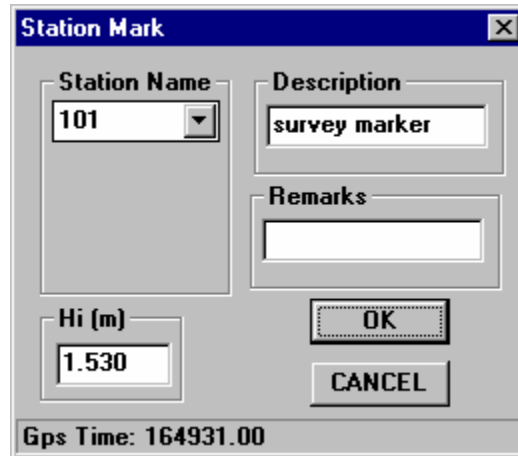 Station Mark
Station Name
101
Description
survey marker
Remarks
Hi (m)
1.530
OK
CANCEL
Gps Time: 164931.00